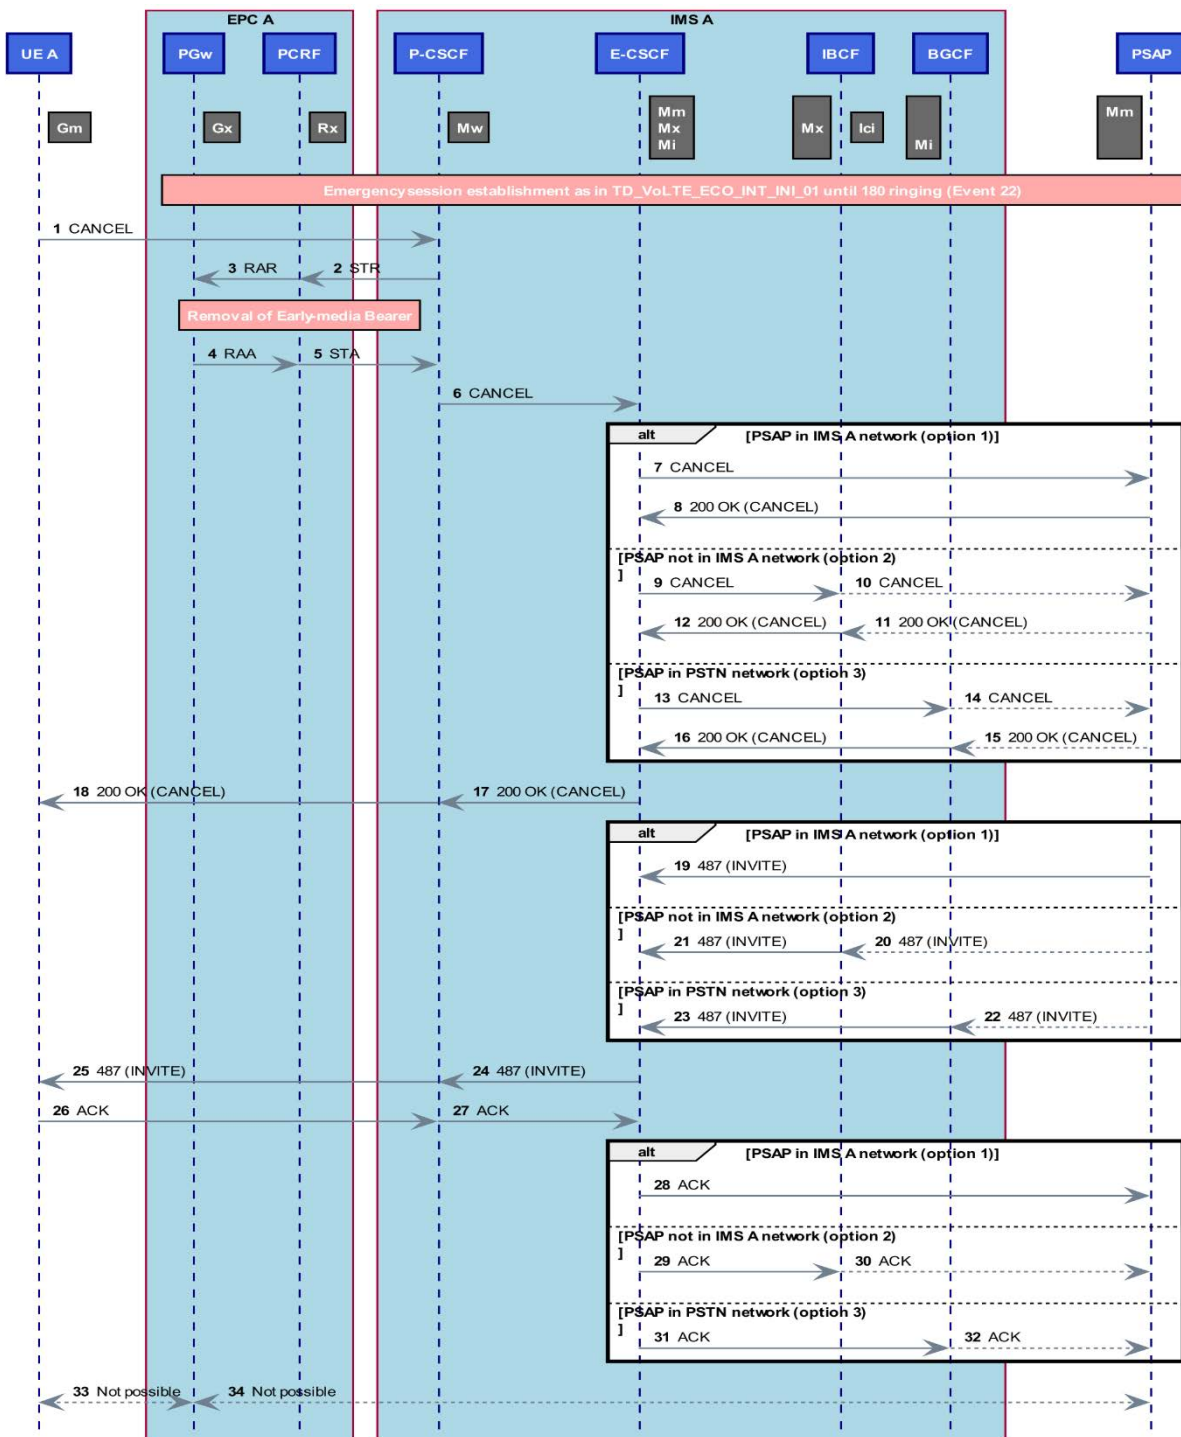 EPC A
IMS A
UE A
PGw
PCRF
P-CSCF
E-CSCF
IBCF
BGCF
PSAP
Gm
Gx
Rx
Mw
Mm
Mx
Mi
Mx
Ici
Mi
Mm
Emergency session establishment as in TD_VoLTE_ECO_INT_INI_01 until 180 ringing (Event 22)
1 CANCEL
3 RAR
2 STR
Removal of Early-media Bearer
4 RAA
5 STA
6 CANCEL
alt [PSAP in IMS A network (option 1)]
7 CANCEL
8 200 OK (CANCEL)
[PSAP not in IMS A network (option 2)
]
9 CANCEL
10 CANCEL
12 200 OK (CANCEL)
11 200 OK (CANCEL)
[PSAP in PSTN network (option 3)
]
13 CANCEL
14 CANCEL
16 200 OK (CANCEL)
15 200 OK (CANCEL)
18 200 OK (CANCEL)
17 200 OK (CANCEL)
alt [PSAP in IMS A network (option 1)]
19 487 (INVITE)
[PSAP not in IMS A network (option 2)
]
21 487 (INVITE)
20 487 (INVITE)
[PSAP in PSTN network (option 3)
]
23 487 (INVITE)
22 487 (INVITE)
25 487 (INVITE)
24 487 (INVITE)
26 ACK
27 ACK
alt [PSAP in IMS A network (option 1)]
28 ACK
[PSAP not in IMS A network (option 2)
]
29 ACK
30 ACK
[PSAP in PSTN network (option 3)
]
31 ACK
32 ACK
33 Not possible
34 Not possible